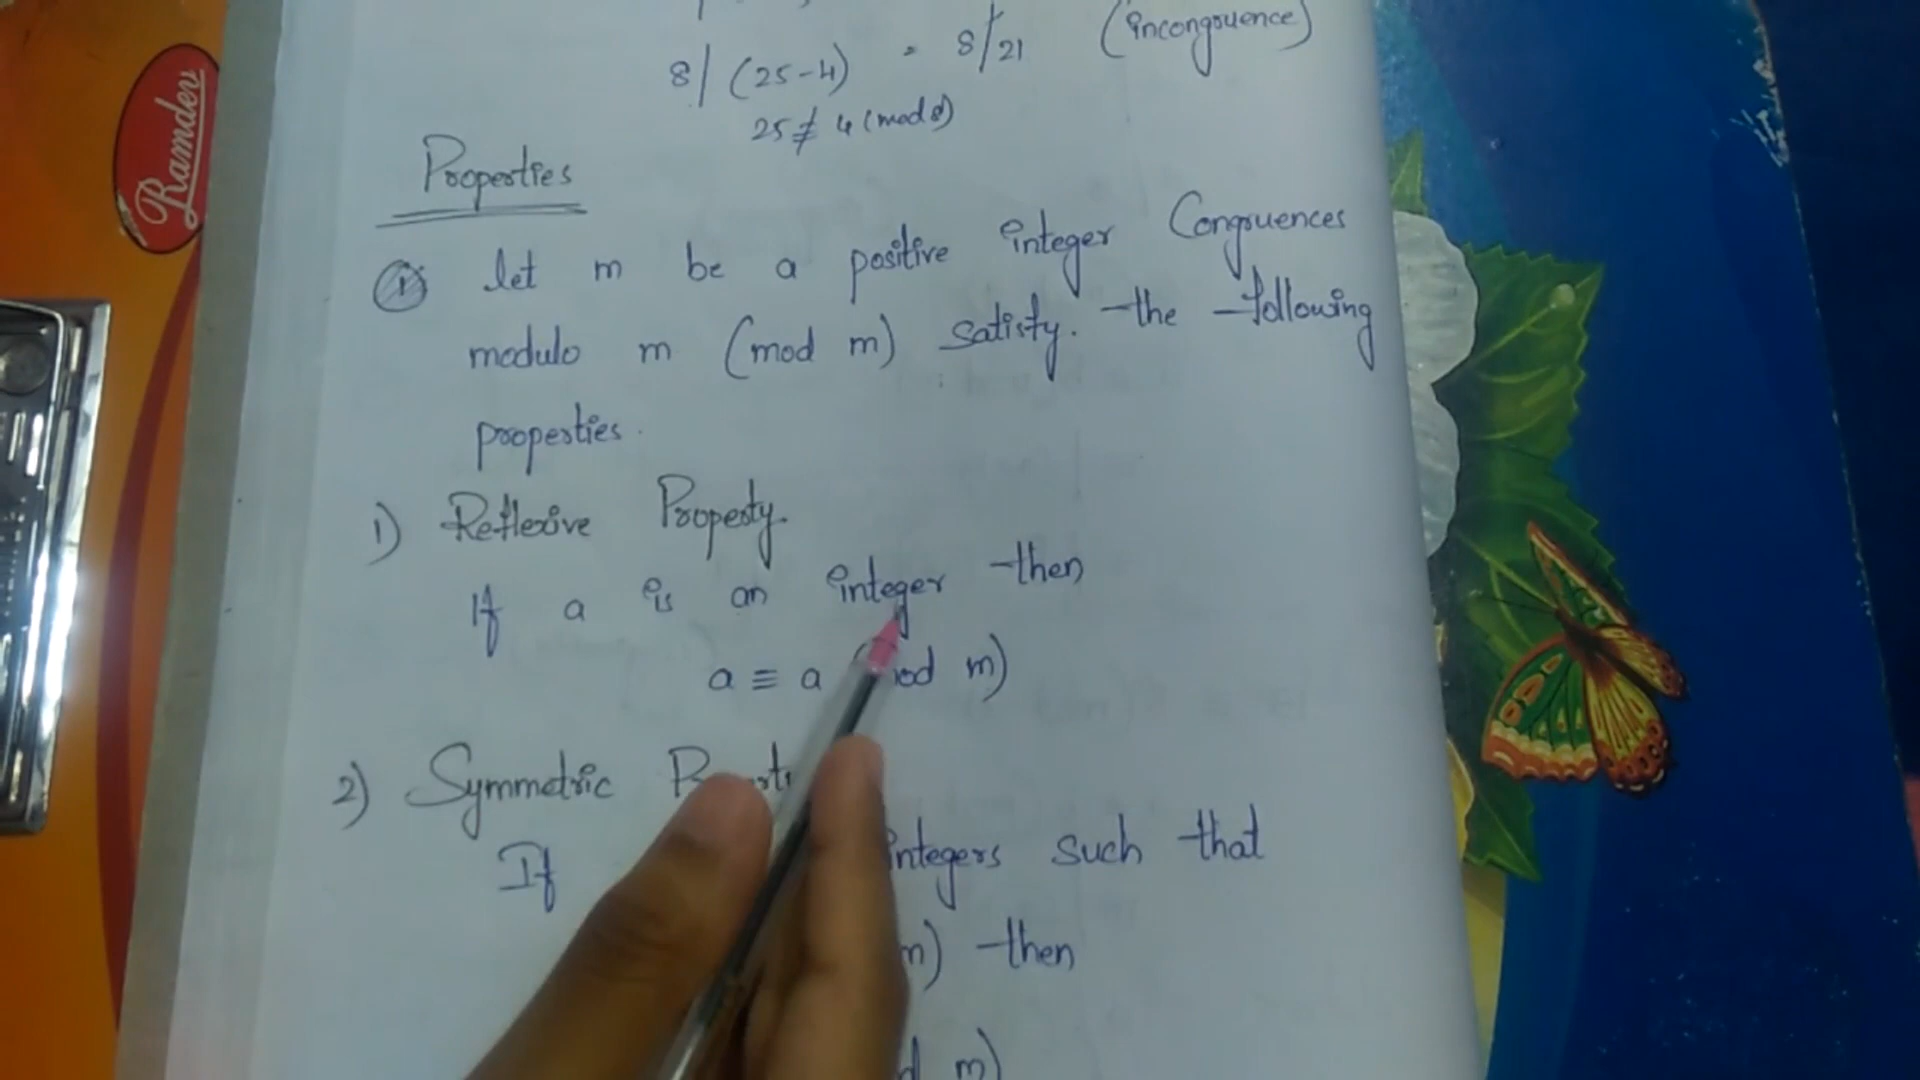 8/(25-4) = 8/21 (incongruence)
25 ≢ 4 (mod 8)
Properties
① let m be a positive integer Congruences
modulo m (mod m) satisfy. the following
properties.
1) Reflexive Property.
If a is an integer then
a ≡ a mod m)
2) Symmetric
If integers such that
m) then
m)
Ramdev